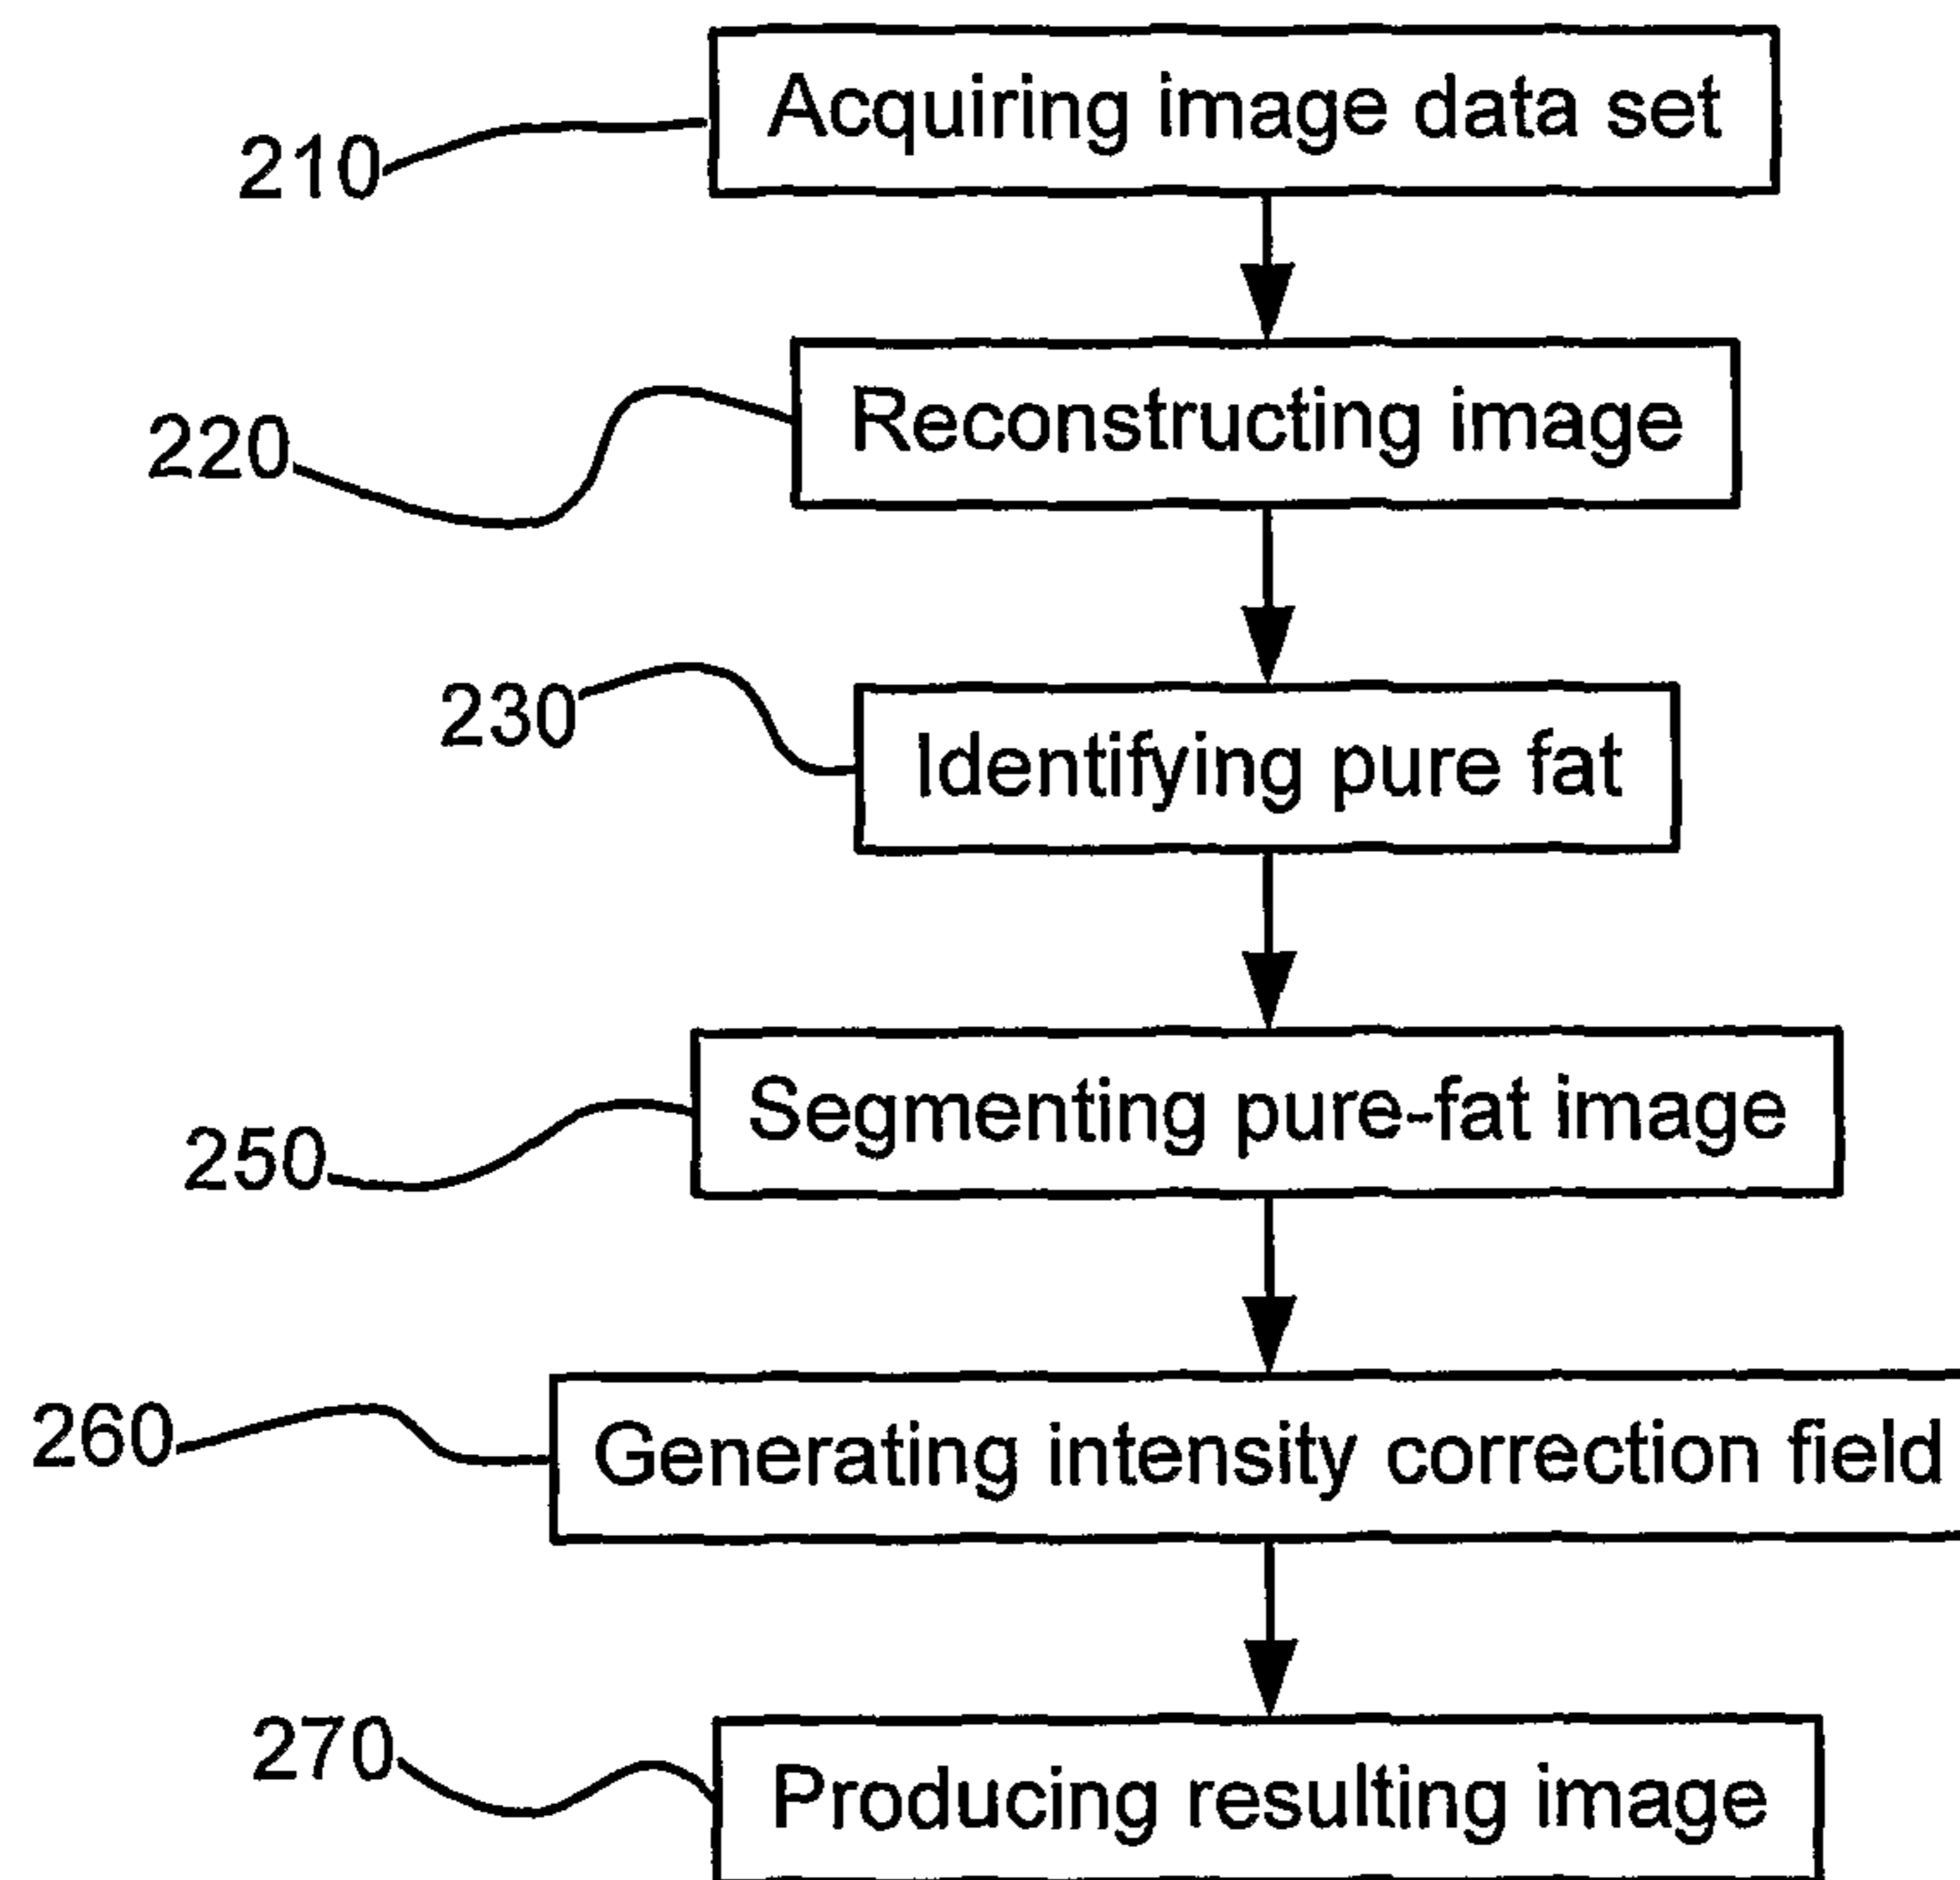 Acquiring image data set
210
Reconstructing image
220
Identifying pure fat
230
Segmenting pure-fat image
250
Generating intensity correction field
260
Producing resulting image
270